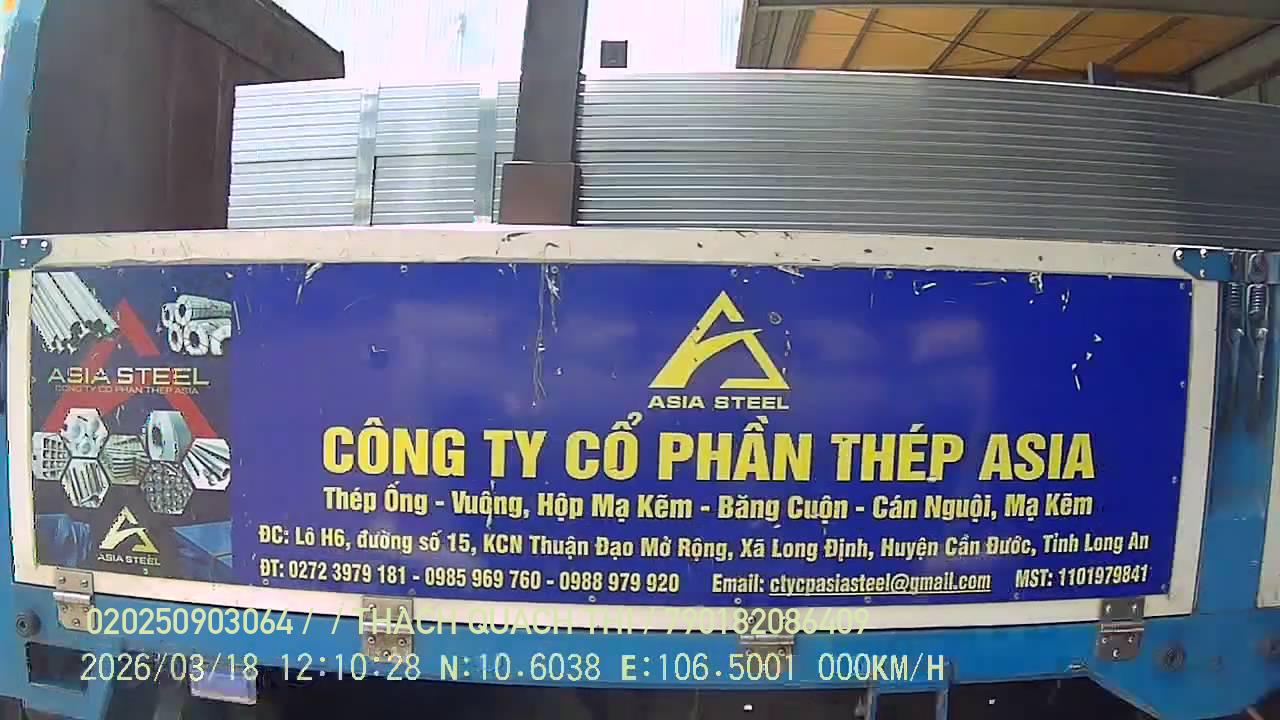 ASIA STEEL
CÔNG TY CỔ PHẦN THÉP ASIA
ASIA STEEL
ASIA STEEL
CÔNG TY CỔ PHẦN THÉP ASIA
Thép Ống - Vuông, Hộp Mạ Kẽm - Băng Cuộn - Cán Nguội, Mạ Kẽm
ĐC: Lô H6, đường số 15, KCN Thuận Đạo Mở Rộng, Xã Long Định, Huyện Cần Đước, Tỉnh Long An
ĐT: 0272 3979 181 - 0985 969 760 - 0988 979 920 Email: ctycpasiasteel@gmail.com MST: 1101979841
020250903064 / / THACH QUACH THI / 790182086409
2026/03/18 12:10:28 N:10.6038 E:106.5001 000KM/H